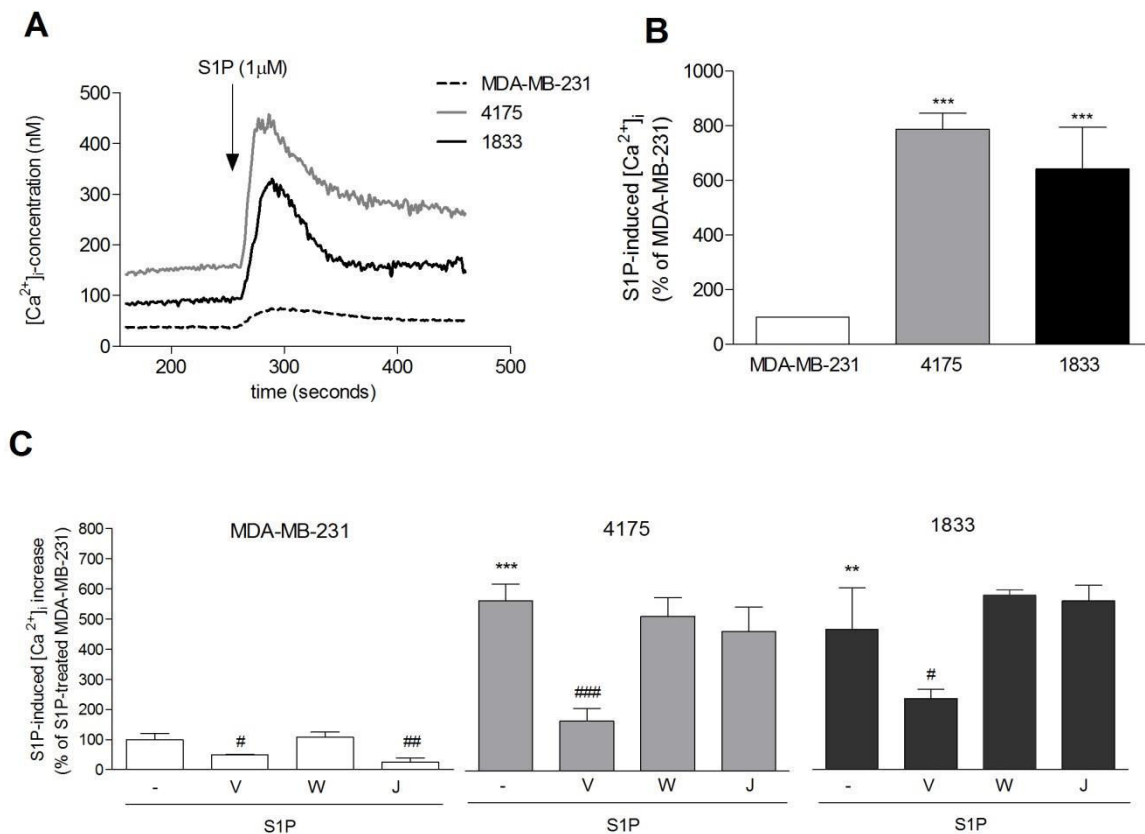 A
S1P (1µM)
MDA-MB-231
4175
1833
[Ca2+]i-concentration (nM)
500
400
300
200
100
0
200
300
400
500
time (seconds)
B
S1P-induced [Ca2+]i
(% of MDA-MB-231)
1000
800
600
400
200
0
***
***
MDA-MB-231
4175
1833
C
S1P-induced [Ca 2+]i increase
(% of S1P-treated MDA-MB-231)
800
700
600
500
400
300
200
100
0
MDA-MB-231
4175
1833
#
##
***
###
**
#
- V W J
- V W J
- V W J
S1P
S1P
S1P